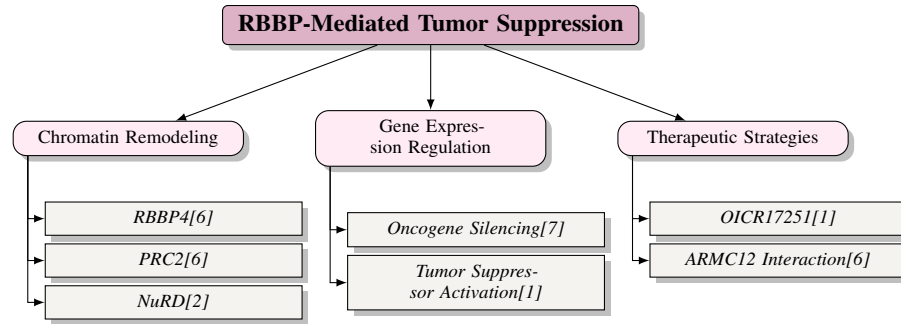 RBBP-Mediated Tumor Suppression
Chromatin Remodeling
Gene Expres-
sion Regulation
Therapeutic Strategies
RBBP4[6]
PRC2[6]
NuRD[2]
Oncogene Silencing[7]
Tumor Suppres-
sor Activation[1]
OICR17251[1]
ARMC12 Interaction[6]